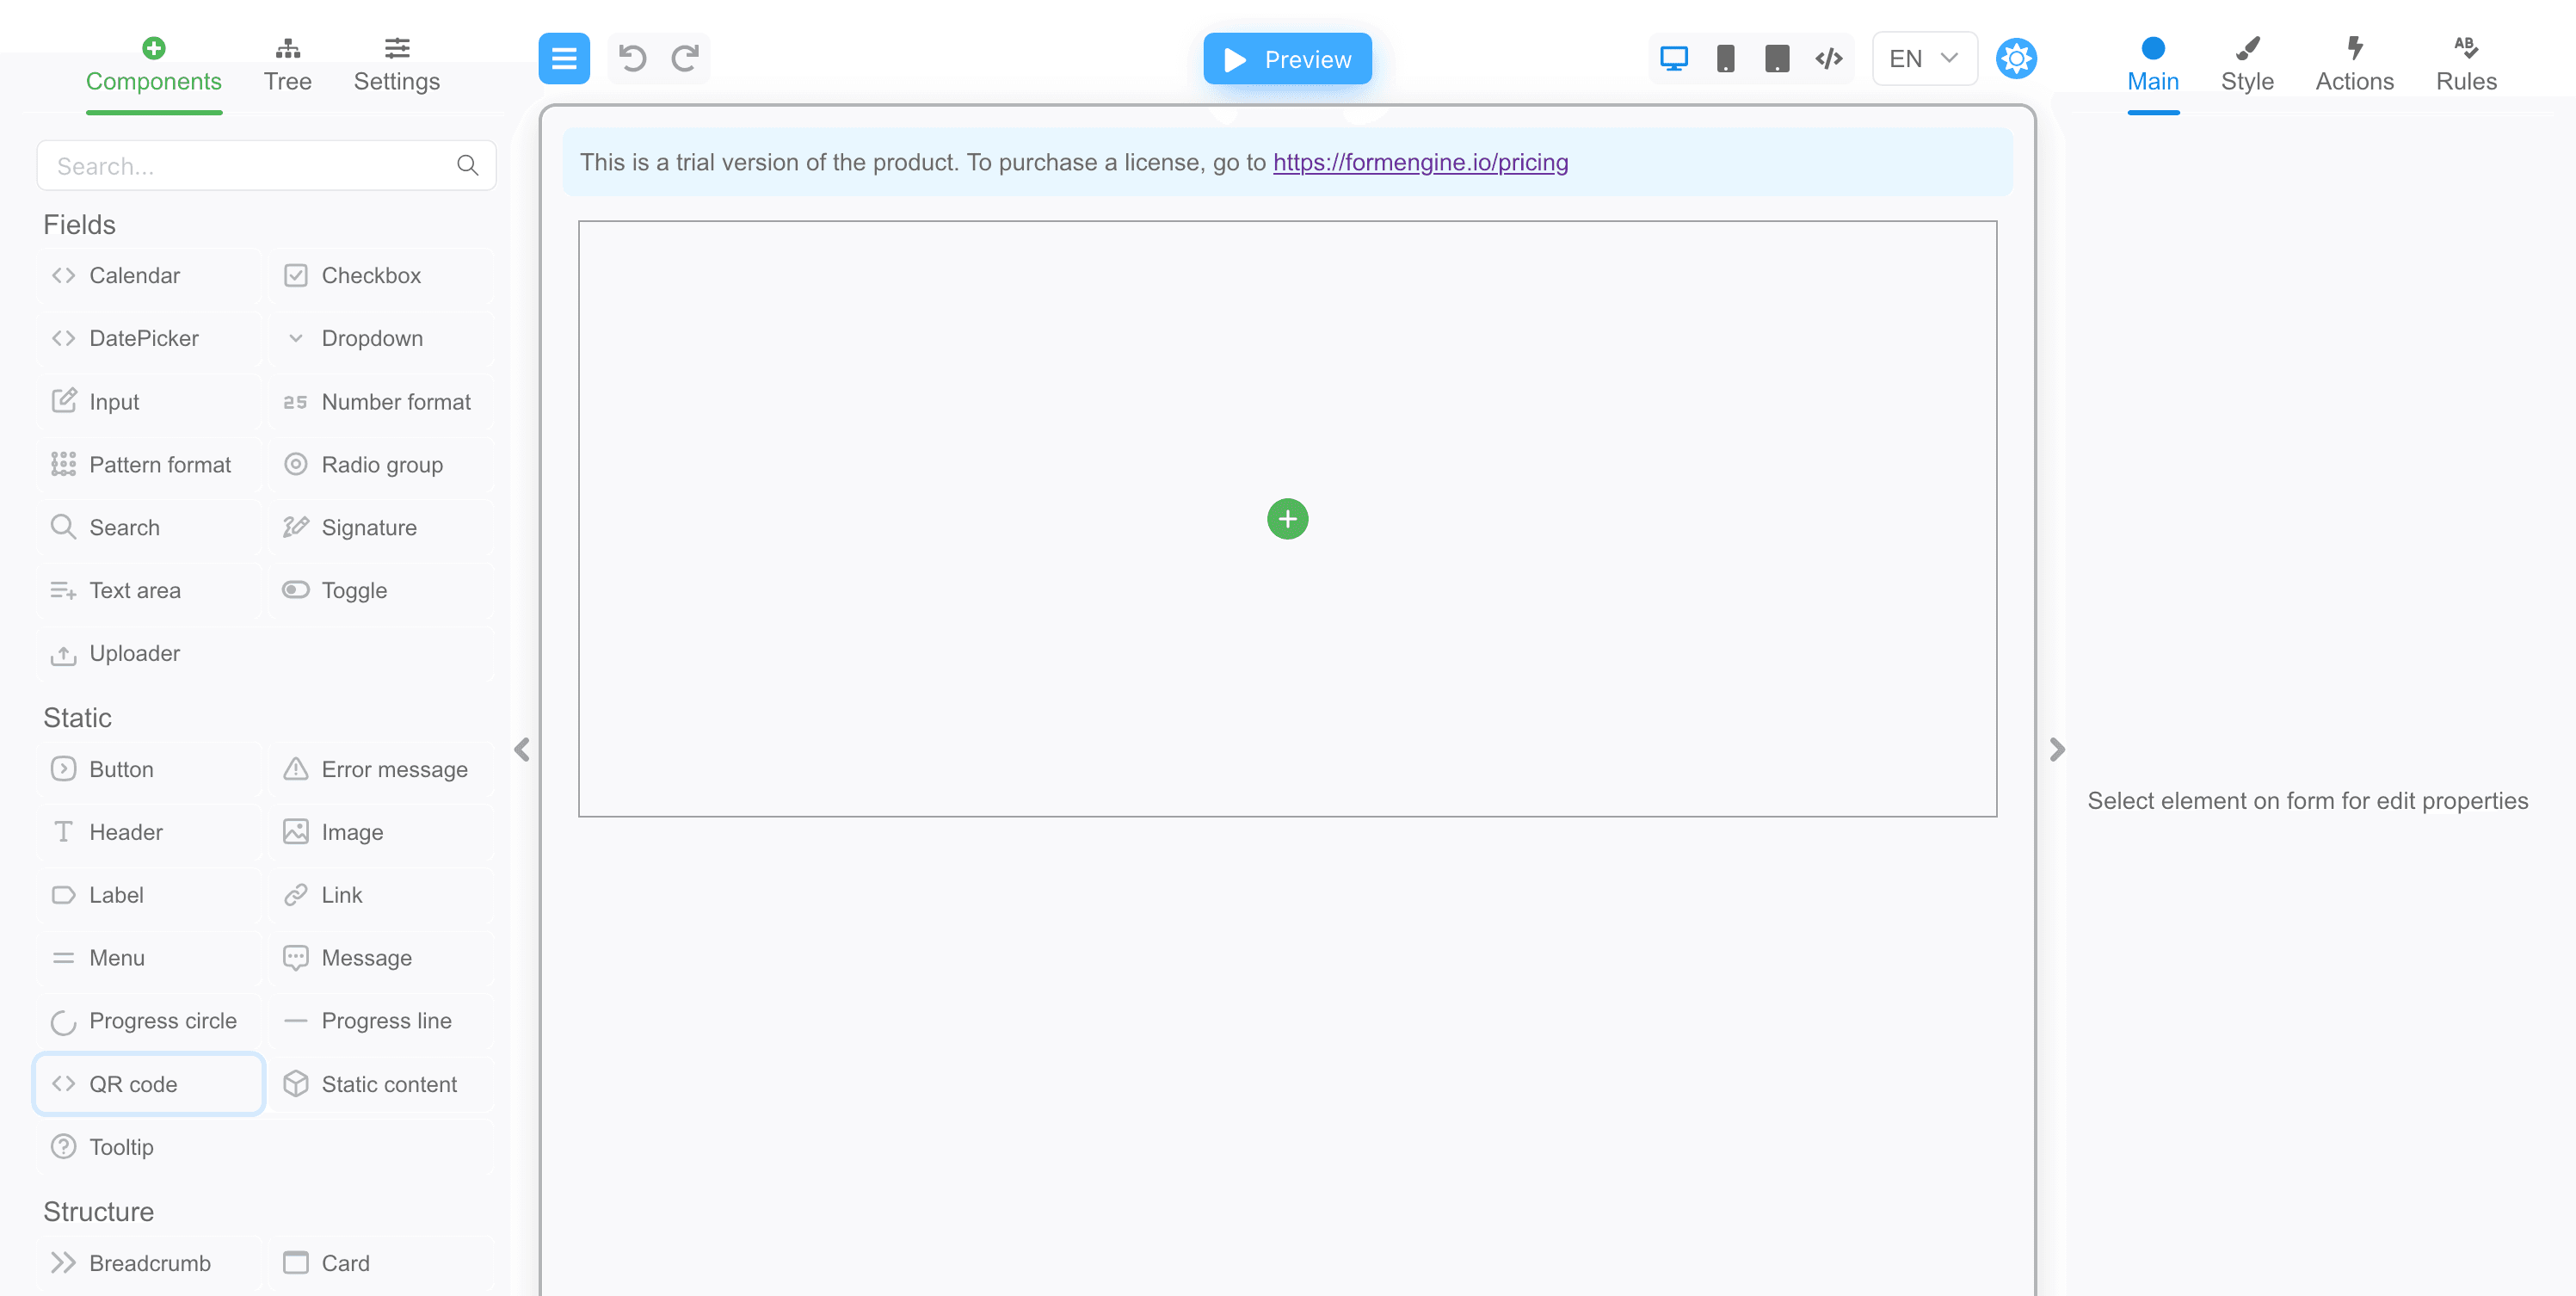 Components
Tree
Settings
Preview
EN
Main
Style
Actions
Rules
Search...
This is a trial version of the product. To purchase a license, go to https://formengine.io/pricing
Fields
Calendar
Checkbox
DatePicker
Dropdown
Input
25 Number format
Pattern format
Radio group
Search
Signature
Text area
Toggle
Uploader
Static
Button
Error message
Header
Image
Label
Link
Menu
Message
Progress circle
Progress line
QR code
Static content
Tooltip
Structure
Breadcrumb
Card
Select element on form for edit properties